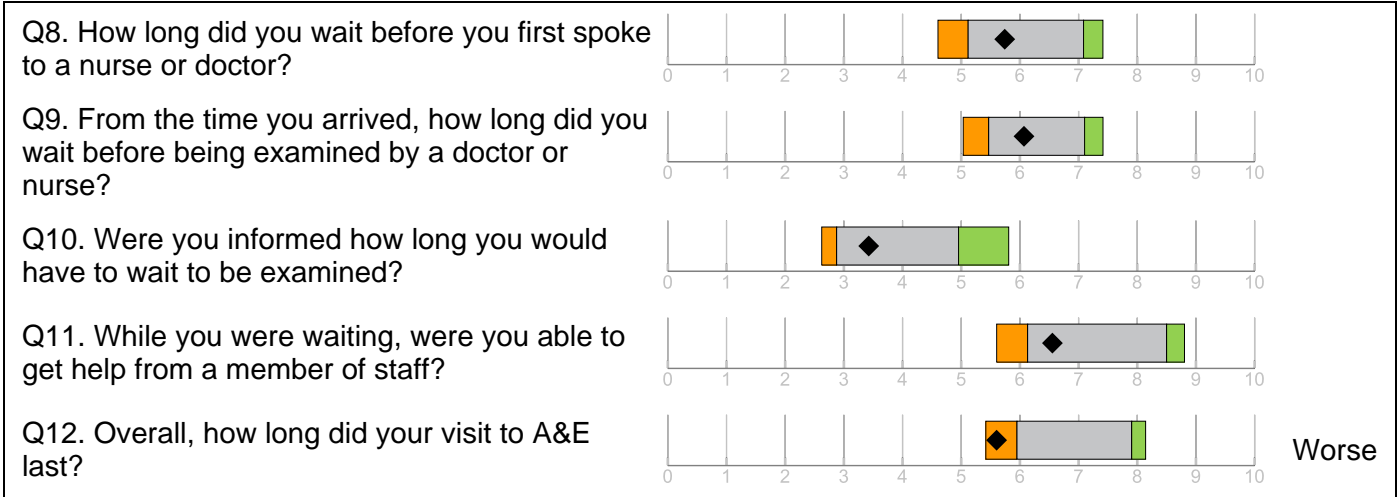 Q8. How long did you wait before you first spoke
to a nurse or doctor?
0 1 2 3 4 5 6 7 8 9 10
Q9. From the time you arrived, how long did you
wait before being examined by a doctor or
nurse?
0 1 2 3 4 5 6 7 8 9 10
Q10. Were you informed how long you would
have to wait to be examined?
0 1 2 3 4 5 6 7 8 9 10
Q11. While you were waiting, were you able to
get help from a member of staff?
0 1 2 3 4 5 6 7 8 9 10
Q12. Overall, how long did your visit to A&E
last?
0 1 2 3 4 5 6 7 8 9 10
Worse